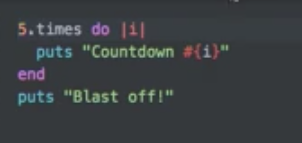 5.times do |i|
  puts "Countdown #{i}"
end
puts "Blast off!"